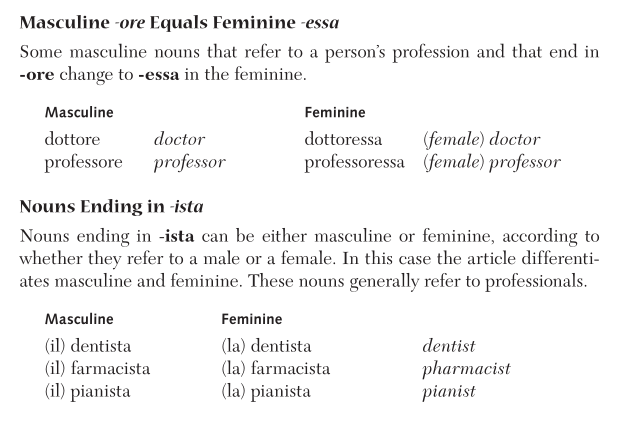 Masculine -ore Equals Feminine -essa
Some masculine nouns that refer to a person's profession and that end in
-ore change to -essa in the feminine.
Masculine Feminine
dottore doctor dottoressa (female) doctor
professore professor professoressa (female) professor
Nouns Ending in -ista
Nouns ending in -ista can be either masculine or feminine, according to
whether they refer to a male or a female. In this case the article differenti-
ates masculine and feminine. These nouns generally refer to professionals.
Masculine Feminine
(il) dentista (la) dentista dentist
(il) farmacista (la) farmacista pharmacist
(il) pianista (la) pianista pianist